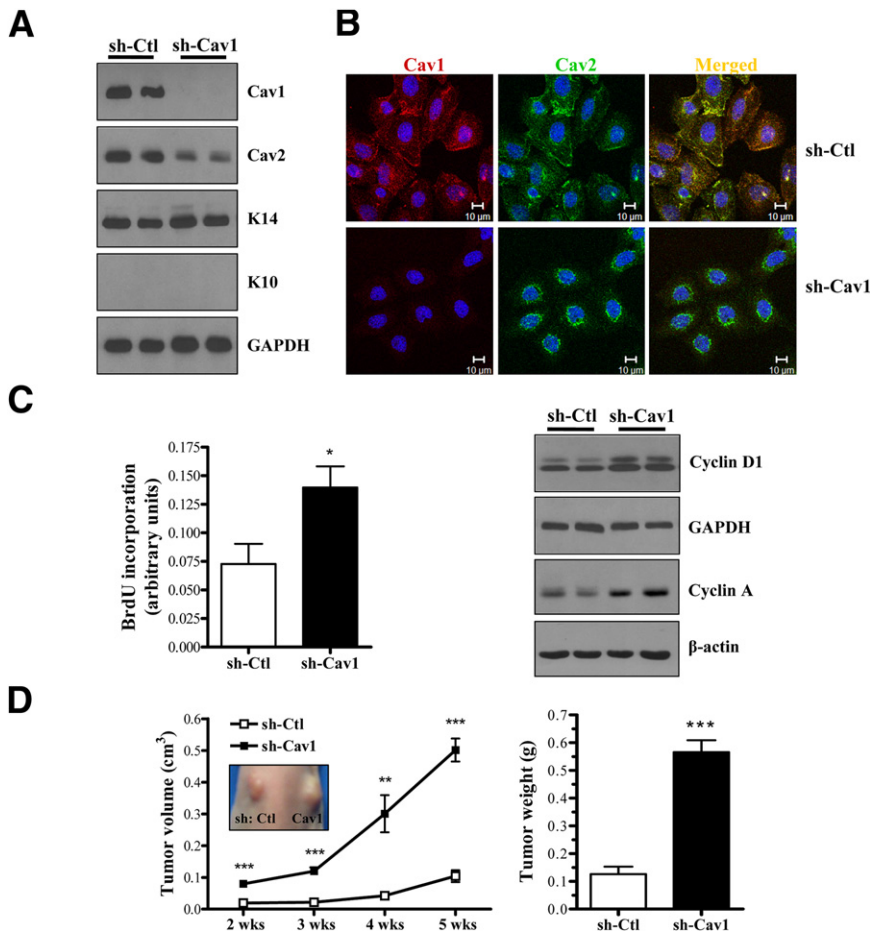 A
sh-Ctl sh-Cav1
Cav1
Cav2
K14
K10
GAPDH
B
Cav1 Cav2 Merged
sh-Ctl
10 µm 10 µm 10 µm
sh-Cav1
10 µm 10 µm 10 µm
C
BrdU incorporation
(arbitrary units)
0.175
0.150
0.125
0.100
0.075
0.050
0.025
0.000
*
sh-Ctl sh-Cav1
sh-Ctl sh-Cav1
Cyclin D1
GAPDH
Cyclin A
β-actin
D
Tumor volume (cm³)
0.6
0.5
0.4
0.3
0.2
0.1
0.0
sh-Ctl
sh-Cav1
sh: Ctl Cav1
***
***
**
***
2 wks 3 wks 4 wks 5 wks
Tumor weight (g)
0.7
0.6
0.5
0.4
0.3
0.2
0.1
0.0
***
sh-Ctl sh-Cav1